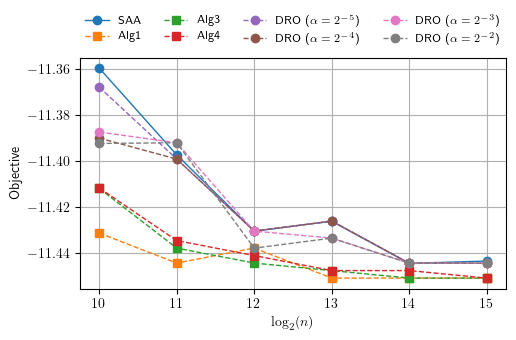 SAA Alg3 DRO (α = 2⁻⁵) DRO (α = 2⁻³)
Alg1 Alg4 DRO (α = 2⁻⁴) DRO (α = 2⁻²)
−11.36
−11.38
−11.40
−11.42
−11.44
Objective
10 11 12 13 14 15
log₂(n)